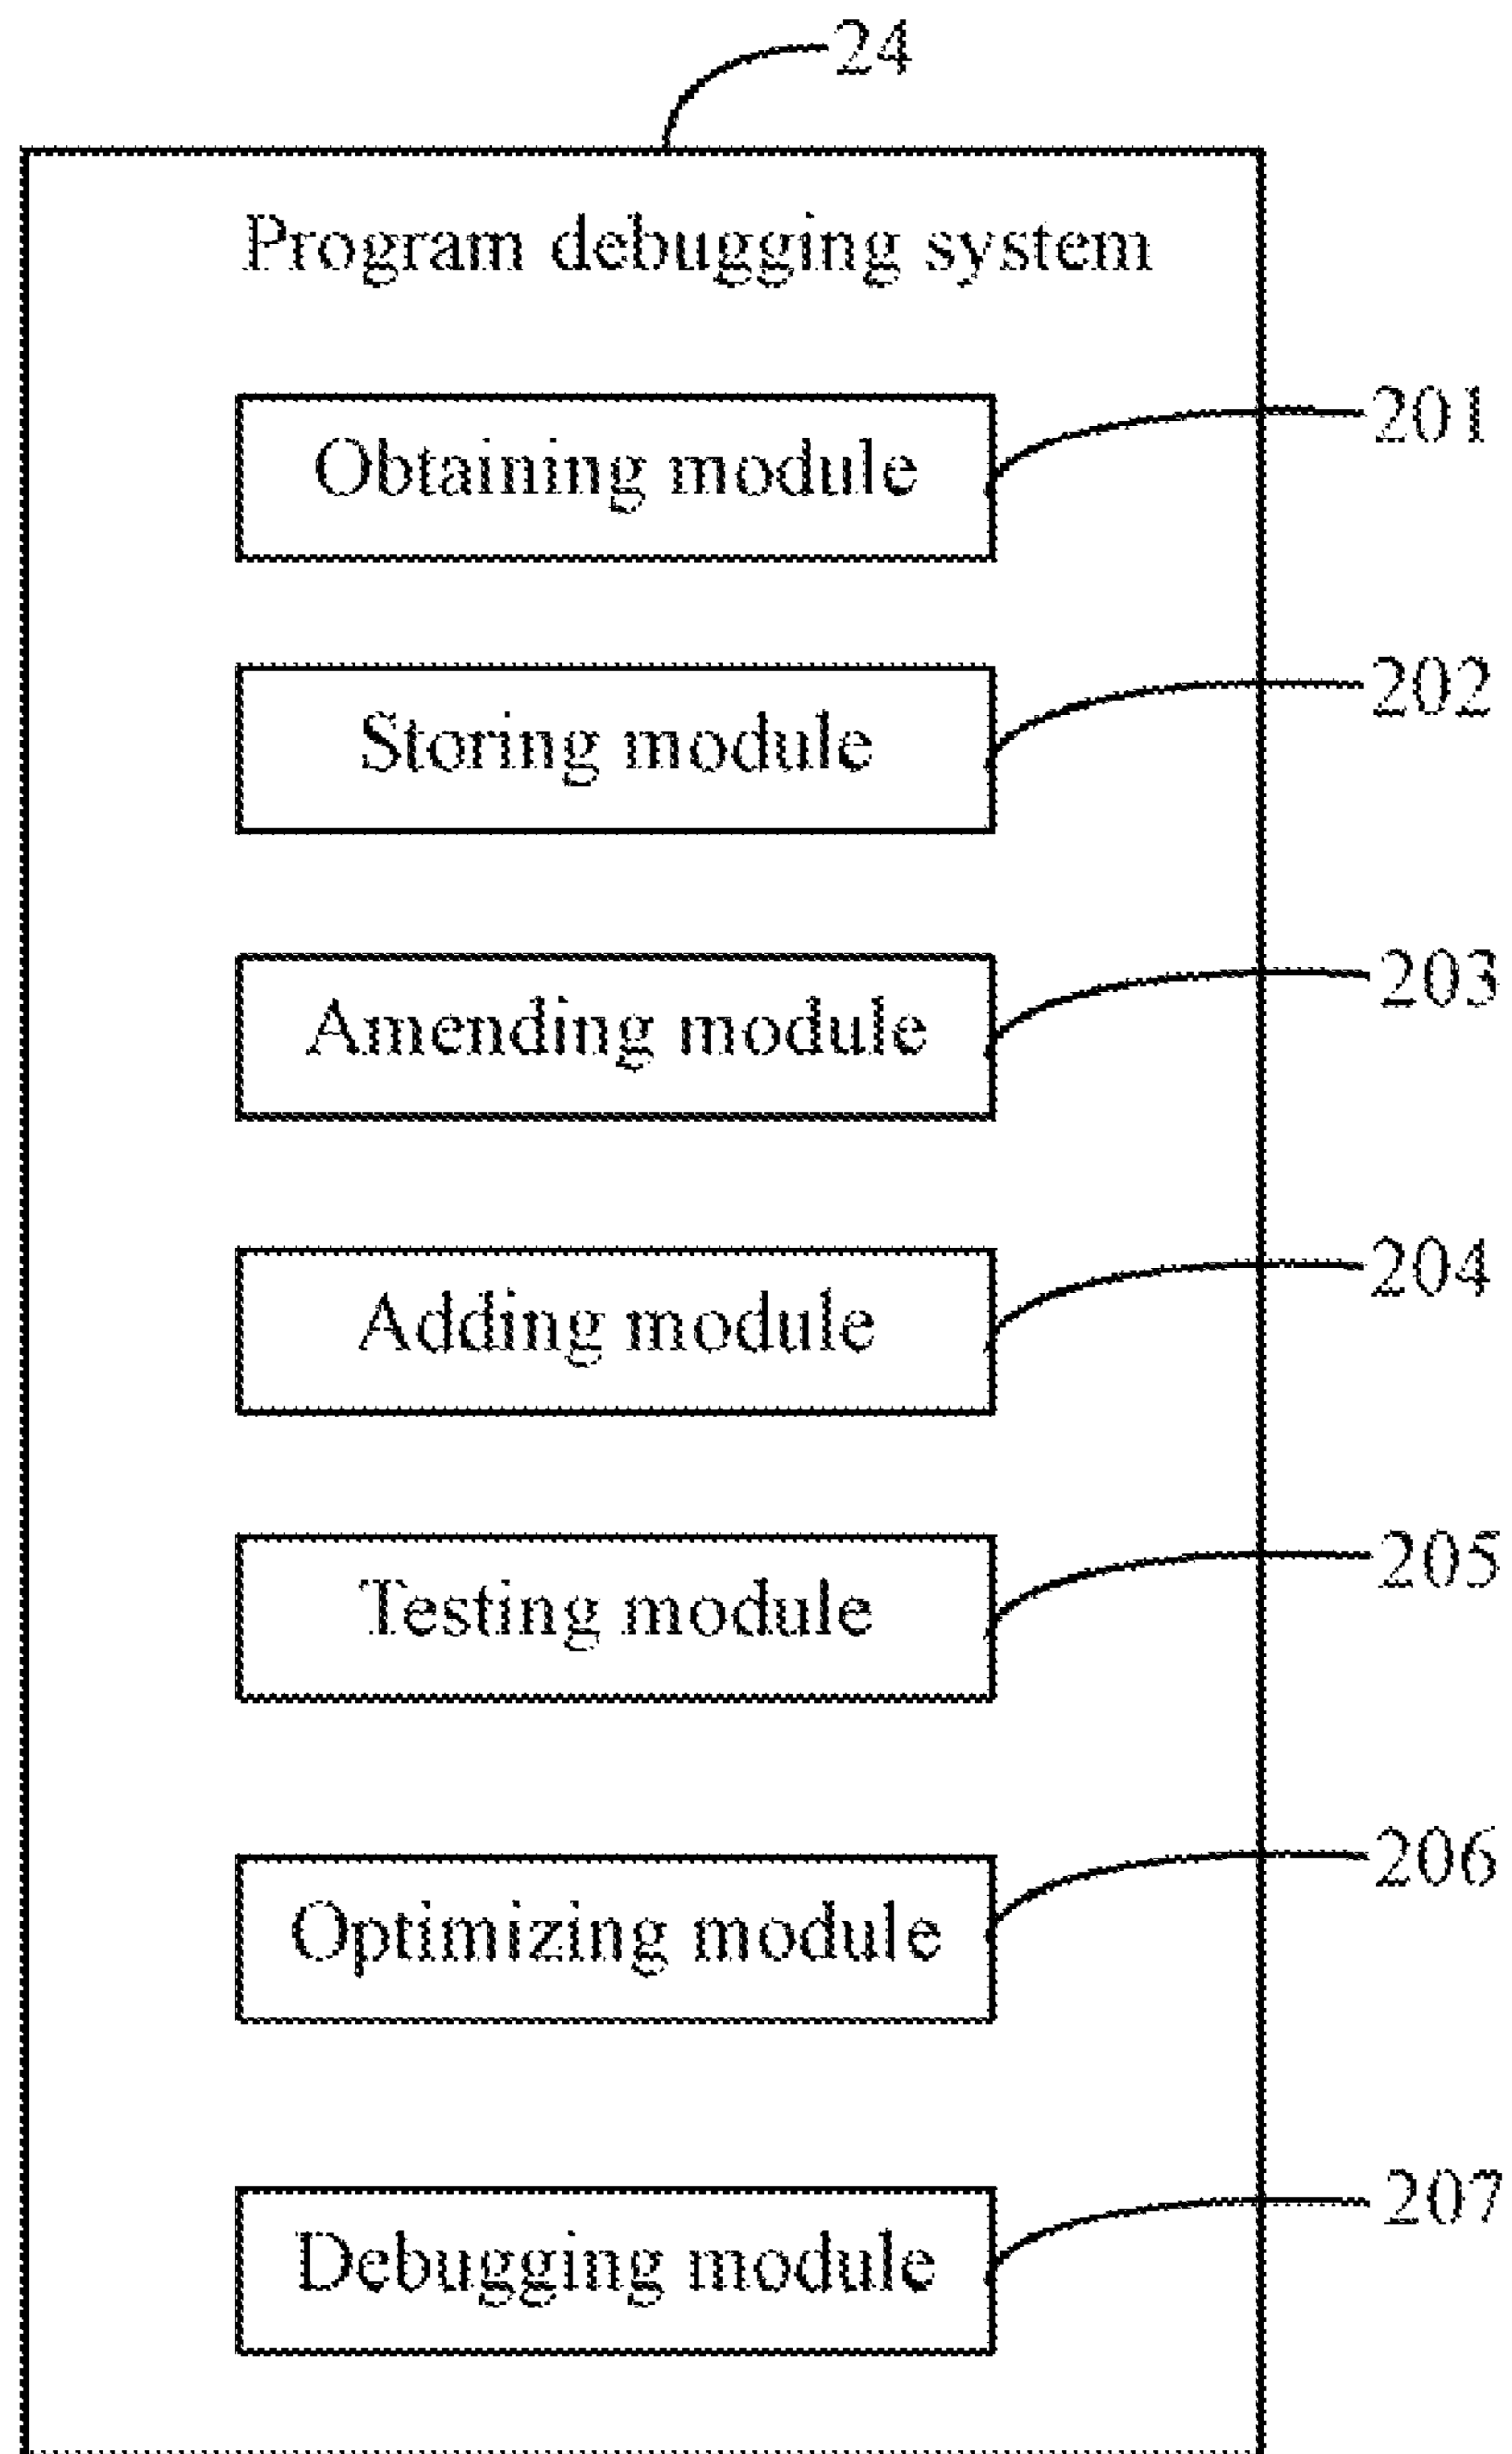 24
Program debugging system
Obtaining module 201
Storing module 202
Amending module 203
Adding module 204
Testing module 205
Optimizing module 206
Debugging module 207